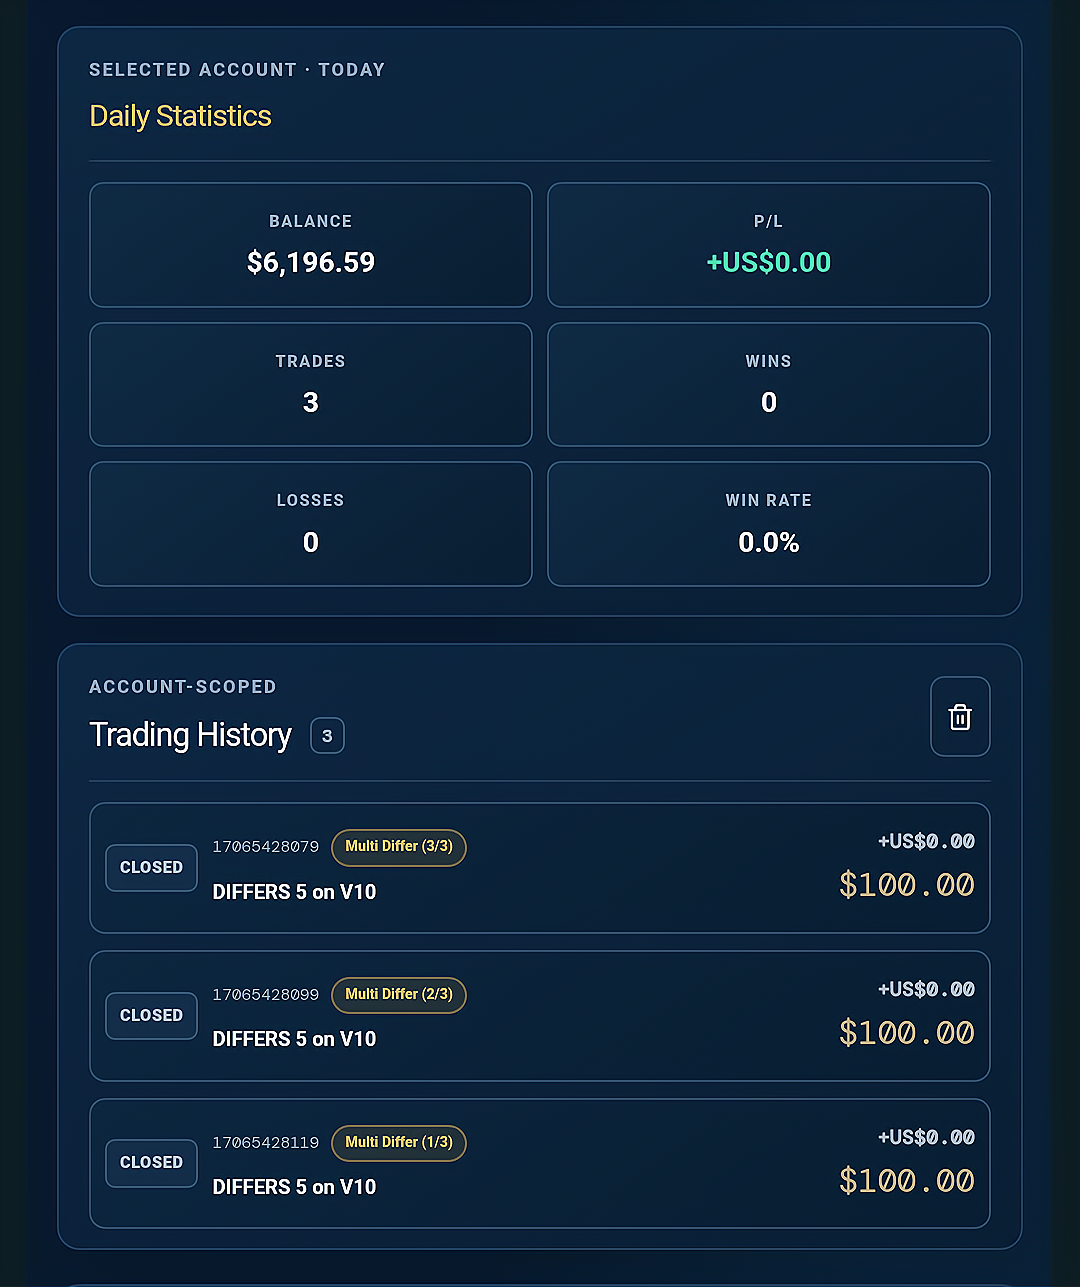 SELECTED ACCOUNT · TODAY
Daily Statistics
BALANCE
$6,196.59
P/L
+US$0.00
TRADES
3
WINS
0
LOSSES
0
WIN RATE
0.0%
ACCOUNT-SCOPED
Trading History 3
CLOSED
17065428079 Multi Differ (3/3)
DIFFERS 5 on V10
+US$0.00
$100.00
CLOSED
17065428099 Multi Differ (2/3)
DIFFERS 5 on V10
+US$0.00
$100.00
CLOSED
17065428119 Multi Differ (1/3)
DIFFERS 5 on V10
+US$0.00
$100.00